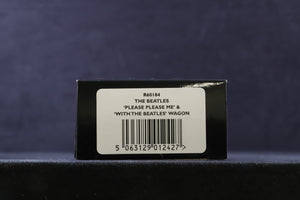 R60184
THE BEATLES
'PLEASE PLEASE ME' &
'WITH THE BEATLES' WAGON
5 063129 012427 >